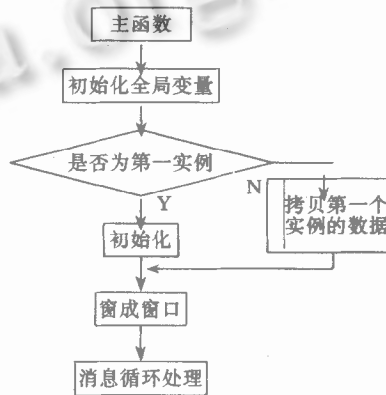 主函数
初始化全局变量
是否为第一实例
N
拷贝第一个
实例的数据
Y
初始化
窗成窗口
消息循环处理